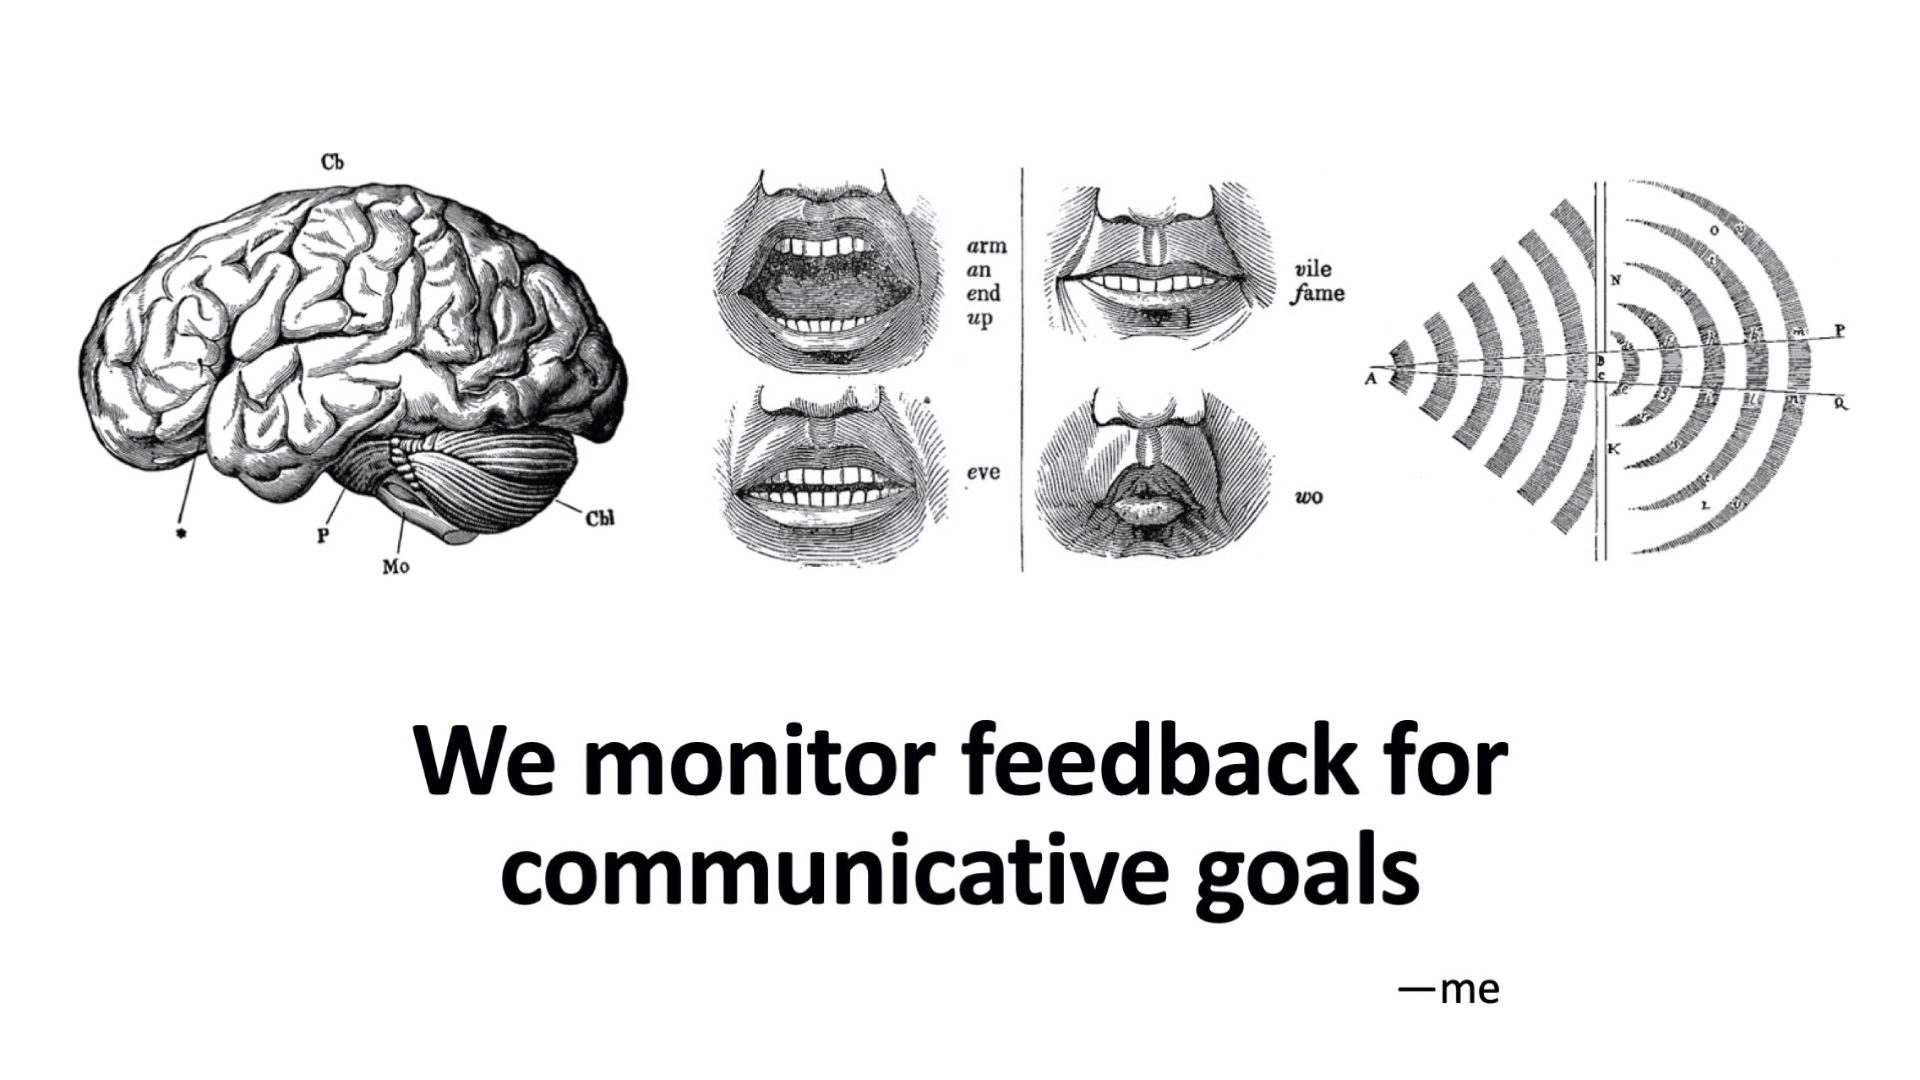 Cb
*
P
Mo
Cbl
arm
an
end
up
eve
vile
fame
wo
A
N
B
C
K
O
L
P
Q
We monitor feedback for
communicative goals
—me